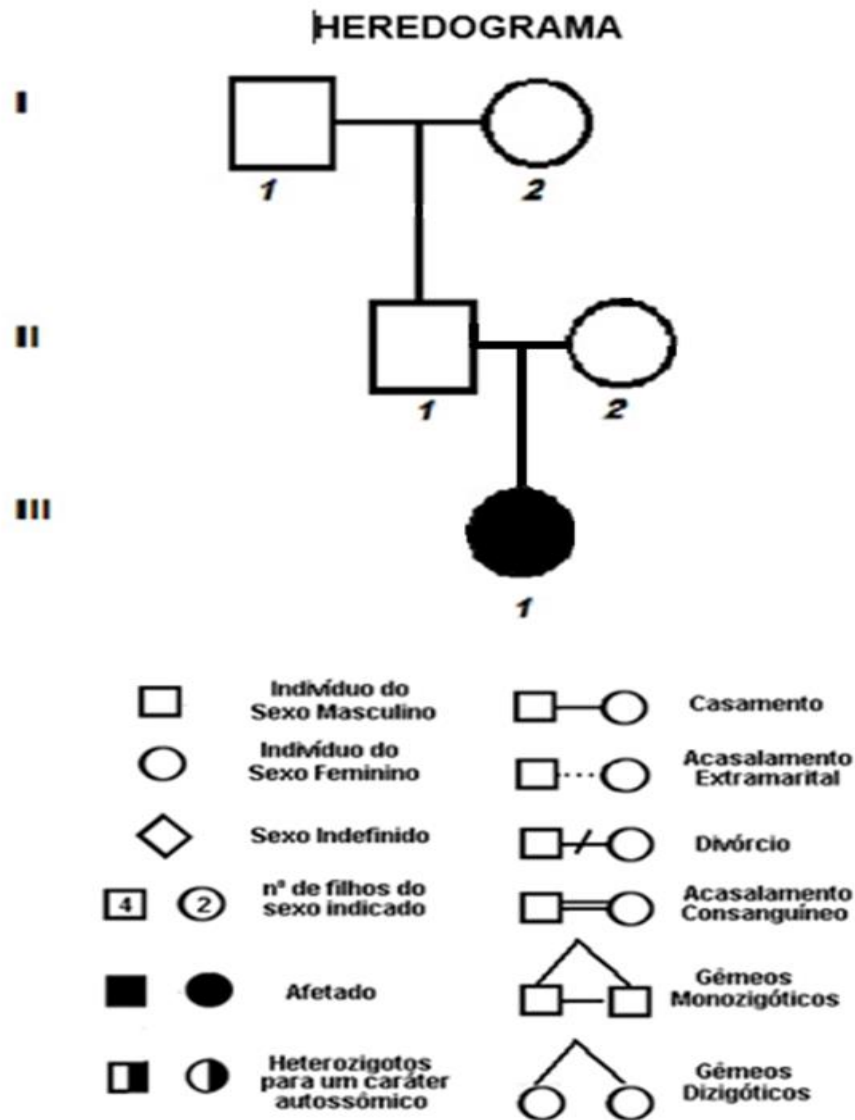 HEREDOGRAMA
I
1
2
II
1
2
III
1
Indivíduo do
Sexo Masculino
Casamento
Indivíduo do
Sexo Feminino
Acasalamento
Extramarital
Sexo Indefinido
Divórcio
4
2
nº de filhos do
sexo indicado
Acasalamento
Consanguíneo
Afetado
Gêmeos
Monozigóticos
Heterozigotos
para um caráter
autossômico
Gêmeos
Dizigóticos